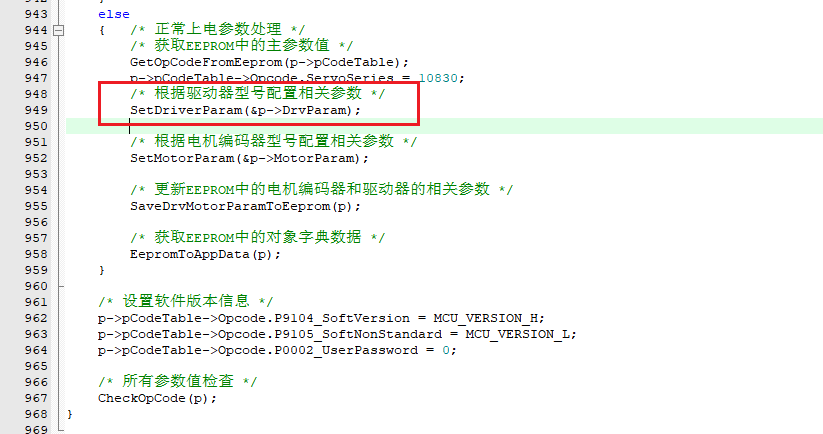 943 else
944 { /* 正常上电参数处理 */
945 /* 获取EEPROM中的主参数值 */
946 GetOpCodeFromEeprom(p->pCodeTable);
947 p->pCodeTable->Opcode.ServoSeries = 10830;
948 /* 根据驱动器型号配置相关参数 */
949 SetDriverParam(&p->DrvParam);
950
951 /* 根据电机编码器型号配置相关参数 */
952 SetMotorParam(&p->MotorParam);
953
954 /* 更新EEPROM中的电机编码器和驱动器的相关参数 */
955 SaveDrvMotorParamToEeprom(p);
956
957 /* 获取EEPROM中的对象字典数据 */
958 EepromToAppData(p);
959 }
960
961 /* 设置软件版本信息 */
962 p->pCodeTable->Opcode.P9104_SoftVersion = MCU_VERSION_H;
963 p->pCodeTable->Opcode.P9105_SoftNonStandard = MCU_VERSION_L;
964 p->pCodeTable->Opcode.P0002_UserPassword = 0;
965
966 /* 所有参数值检查 */
967 CheckOpCode(p);
968 }
969